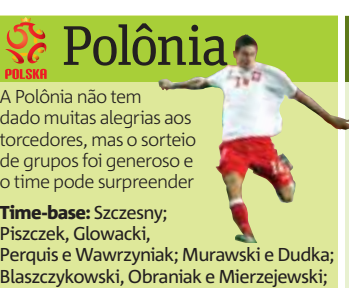 Polônia
POLSKA
A Polônia não tem
dado muitas alegrias aos
torcedores, mas o sorteio
de grupos foi generoso e
o time pode surpreender
Time-base: Szczesny;
Piszczek, Glowacki,
Perquis e Wawrzyniak; Murawski e Dudka;
Blaszczykowski, Obraniak e Mierzejewski;